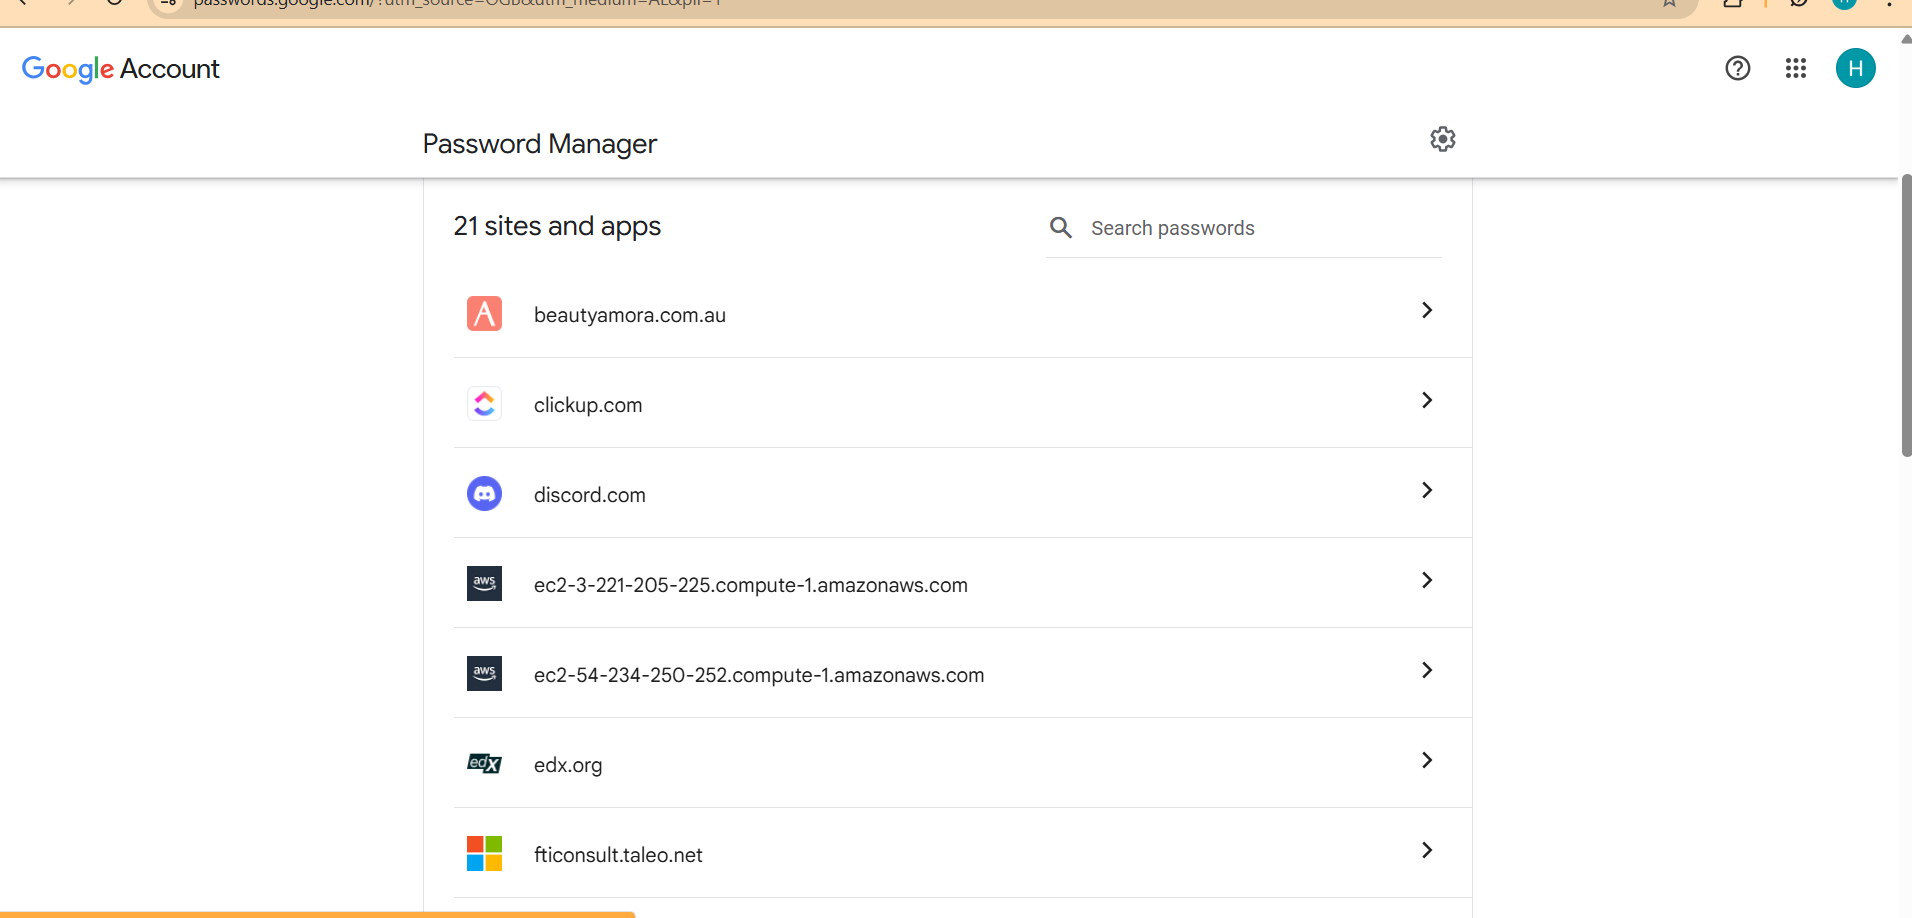 passwords.google.com/?utm_source=OGB&utm_medium=AL&pli=1
H
Google Account
H
Password Manager
21 sites and apps
Search passwords
A
beautyamora.com.au
clickup.com
discord.com
aws
ec2-3-221-205-225.compute-1.amazonaws.com
aws
ec2-54-234-250-252.compute-1.amazonaws.com
edX
edx.org
fticonsult.taleo.net